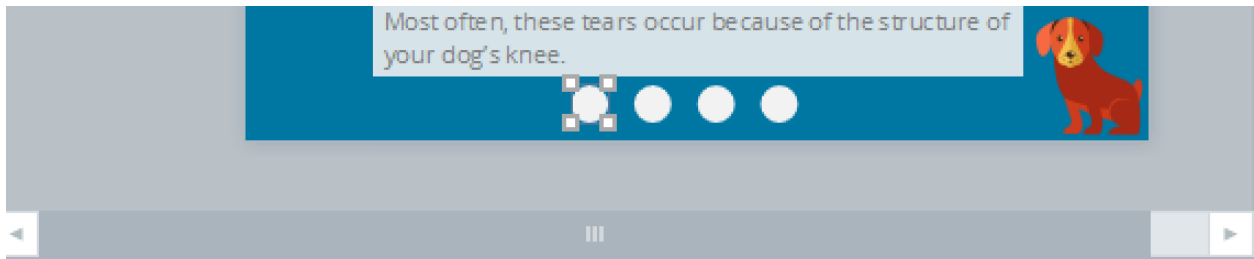 Most often, these tears occur because of the structure of
your dog’s knee.